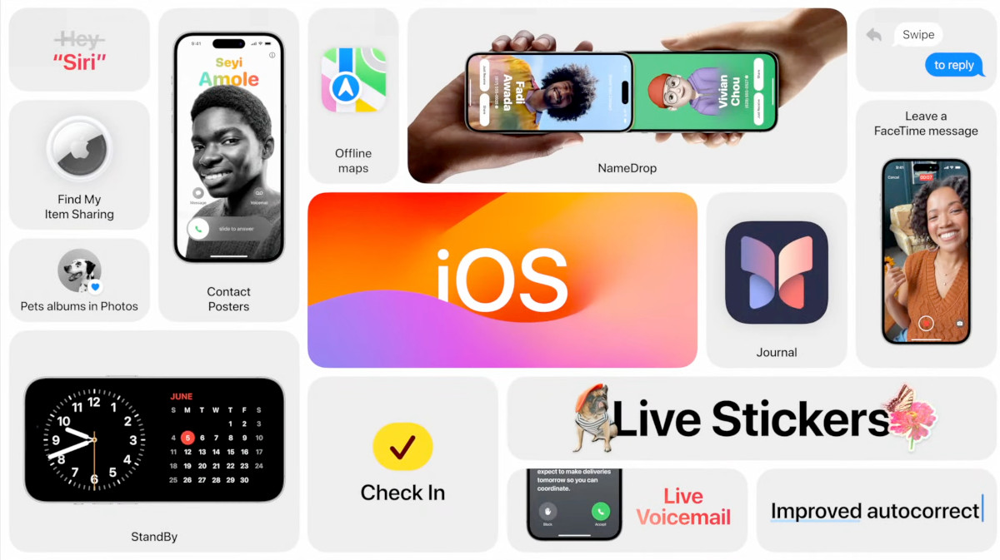 Hey
“Siri”
Find My
Item Sharing
Pets albums in Photos
9:41
Seyi
Amole
Message
Voicemail
slide to answer
Contact
Posters
Offline
maps
Fadi
Awada
Share
Vivian
Chou
Share
NameDrop
Swipe
to reply
Leave a
FaceTime message
9:41
Cancel
iOS
Journal
12
1
2
3
4
5
6
7
8
9
10
11
JUNE
S M T W T F S
1 2 3
4 5 6 7 8 9 10
11 12 13 14 15 16 17
18 19 20 21 22 23 24
25 26 27 28 29 30
StandBy
Check In
Live Stickers
expect to make deliveries
tomorrow so you can
coordinate.
Block
Accept
Live
Voicemail
Improved autocorrect